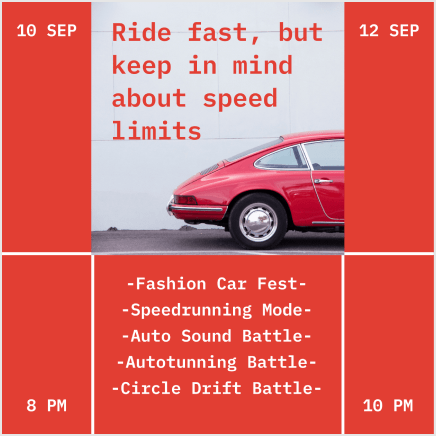 10 SEP
Ride fast, but
keep in mind
about speed
limits
12 SEP
-Fashion Car Fest-
-Speedrunning Mode-
-Auto Sound Battle-
-Autotunning Battle-
-Circle Drift Battle-
8 PM
10 PM